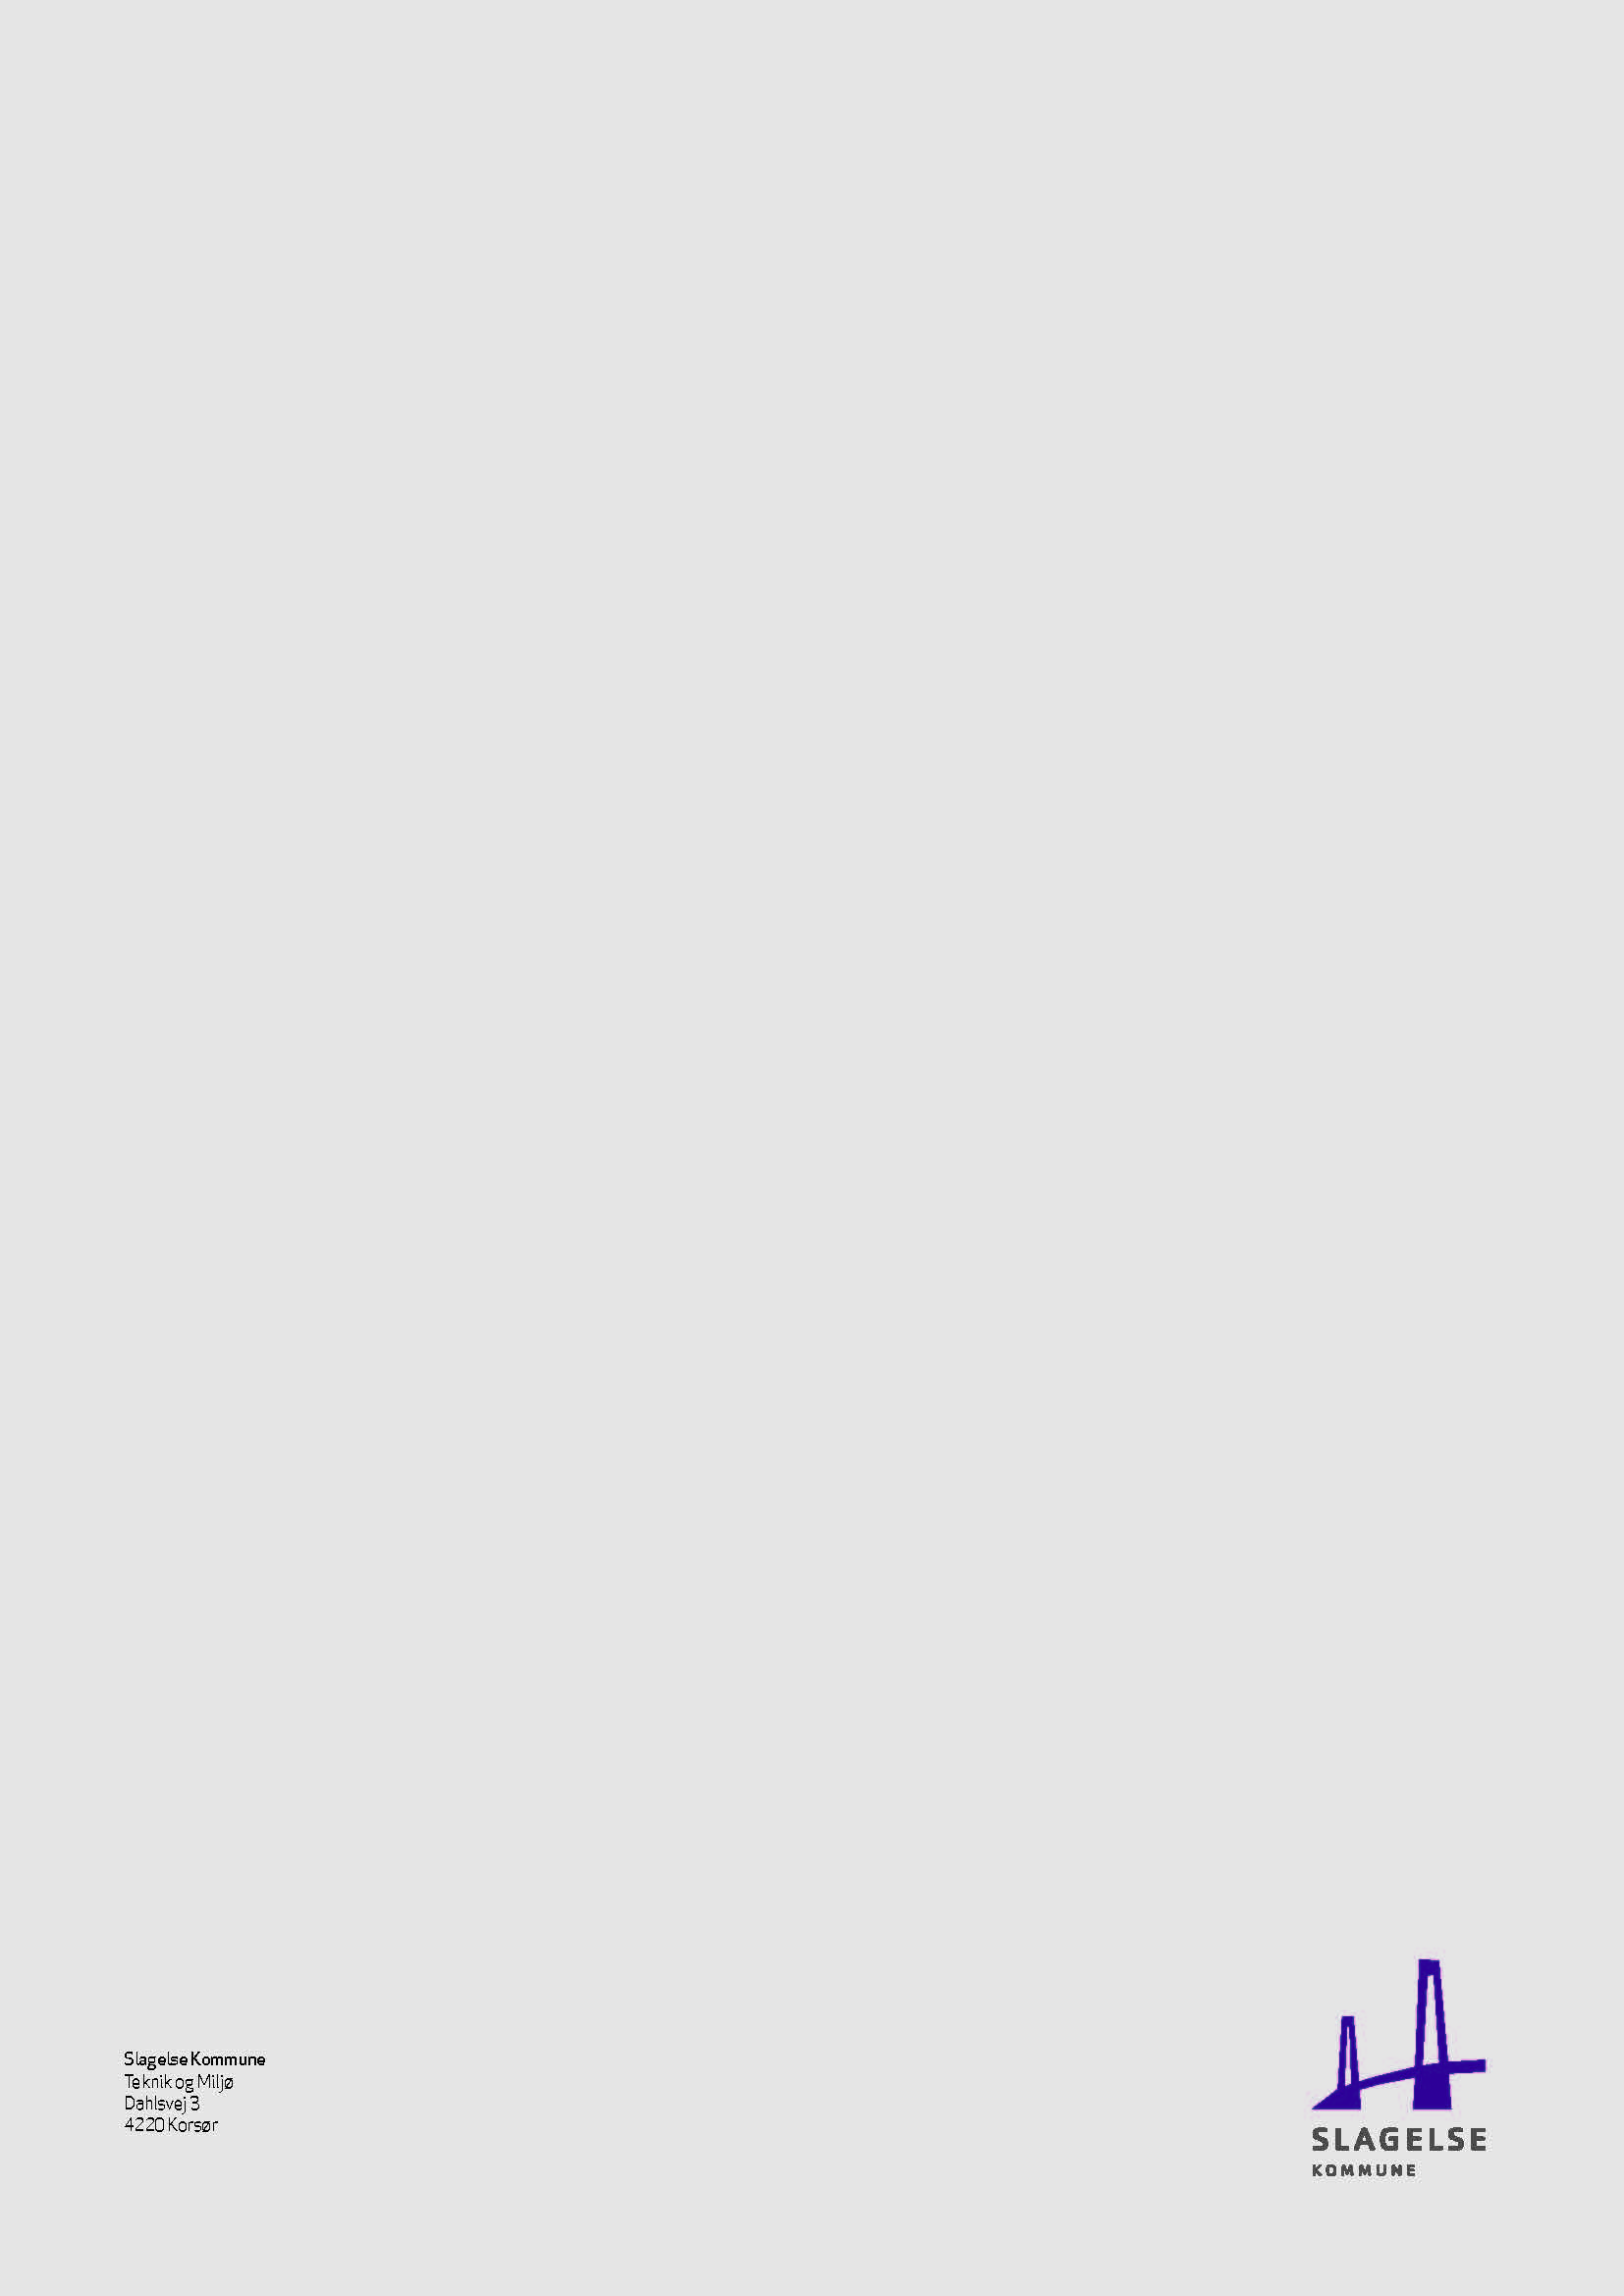 Slagelse Kommune
Teknik og Miljø
Dahlsvej 3
4220 Korsør
SLAGELSE
KOMMUNE